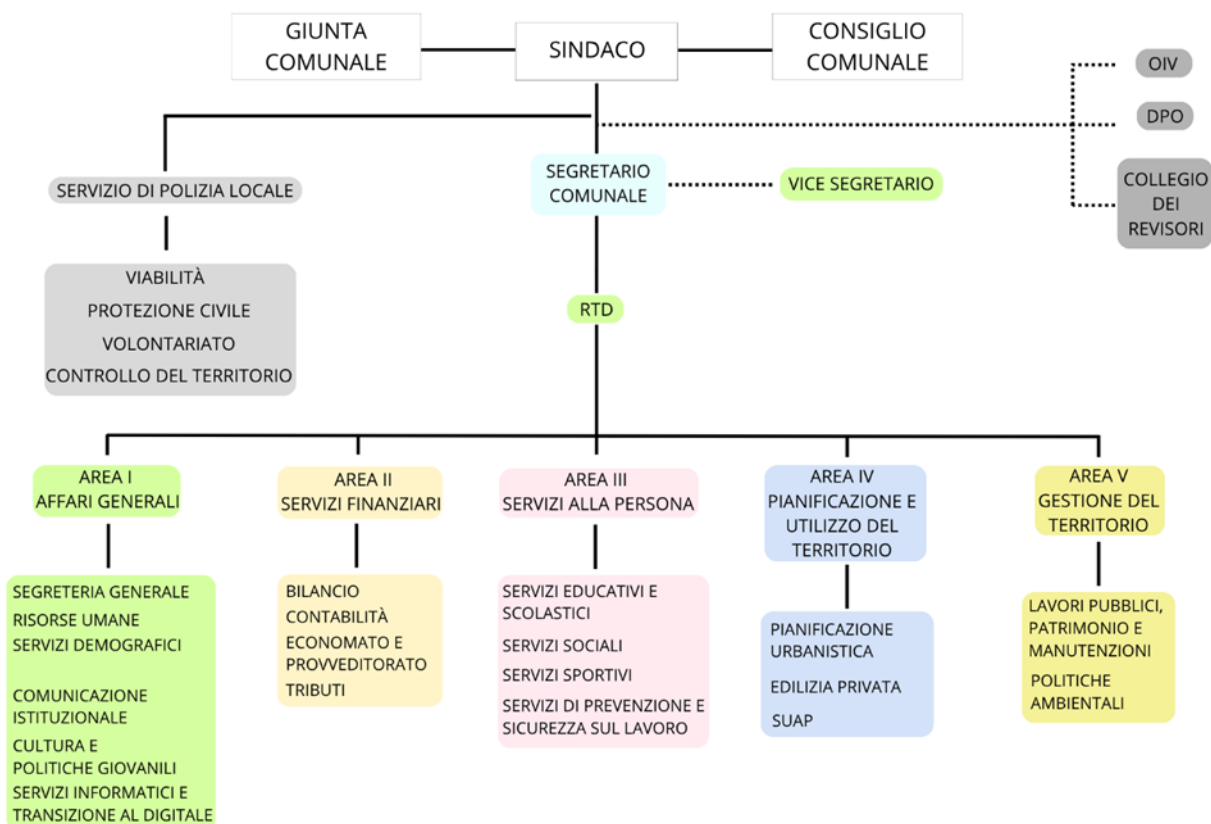 GIUNTA
COMUNALE
SINDACO
CONSIGLIO
COMUNALE
OIV
DPO
COLLEGIO
DEI
REVISORI
SERVIZIO DI POLIZIA LOCALE
SEGRETARIO
COMUNALE
VICE SEGRETARIO
VIABILITÀ
PROTEZIONE CIVILE
VOLONTARIATO
CONTROLLO DEL TERRITORIO
RTD
AREA I
AFFARI GENERALI
AREA II
SERVIZI FINANZIARI
AREA III
SERVIZI ALLA PERSONA
AREA IV
PIANIFICAZIONE E
UTILIZZO DEL
TERRITORIO
AREA V
GESTIONE DEL
TERRITORIO
SEGRETERIA GENERALE
RISORSE UMANE
SERVIZI DEMOGRAFICI
COMUNICAZIONE
ISTITUZIONALE
CULTURA E
POLITICHE GIOVANILI
SERVIZI INFORMATICI E
TRANSIZIONE AL DIGITALE
BILANCIO
CONTABILITÀ
ECONOMATO E
PROVVEDITORATO
TRIBUTI
SERVIZI EDUCATIVI E
SCOLASTICI
SERVIZI SOCIALI
SERVIZI SPORTIVI
SERVIZI DI PREVENZIONE E
SICUREZZA SUL LAVORO
PIANIFICAZIONE
URBANISTICA
EDILIZIA PRIVATA
SUAP
LAVORI PUBBLICI,
PATRIMONIO E
MANUTENZIONI
POLITICHE
AMBIENTALI